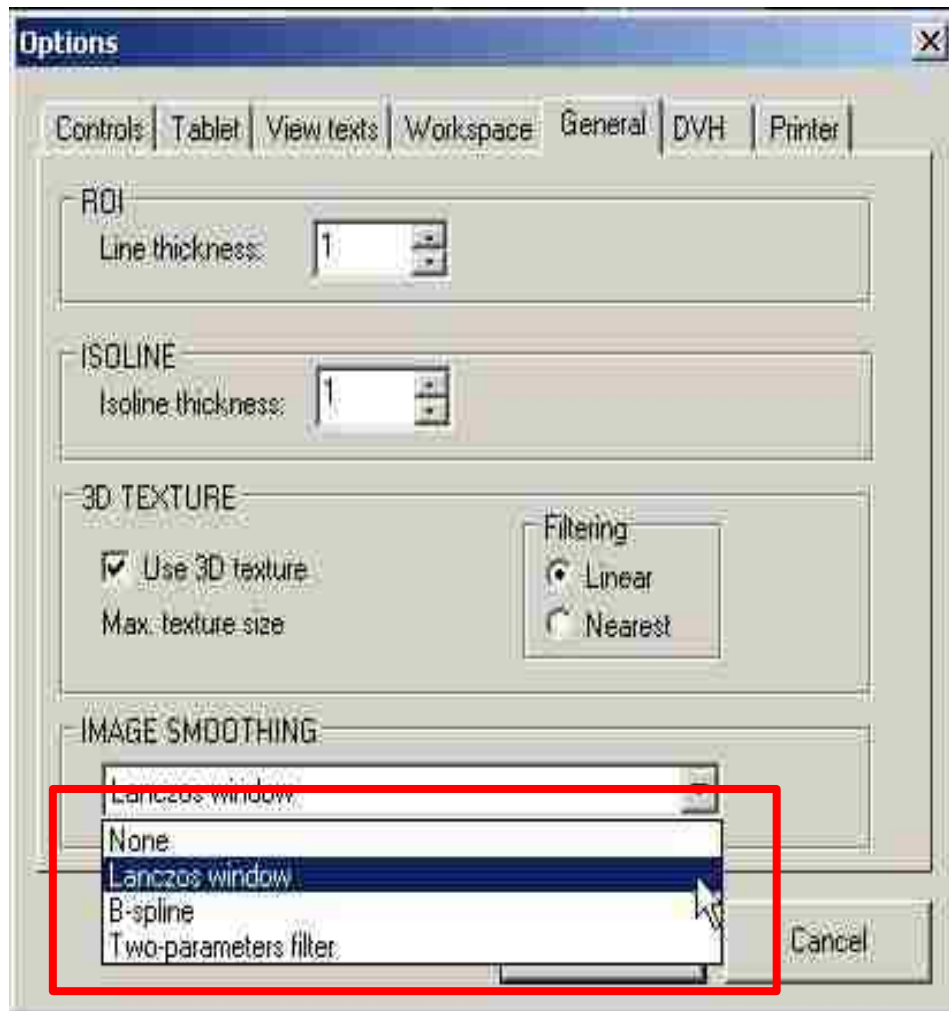 Options
Controls Tablet View texts Workspace General DVH Printer
ROI
Line thickness: 1
ISOLINE
Isoline thickness: 1
3D TEXTURE
Filtering
Use 3D texture
Linear
Max. texture size
Nearest
IMAGE SMOOTHING
Lanczos window
None
Lanczos window
B-spline
Two-parameters filter
Cancel